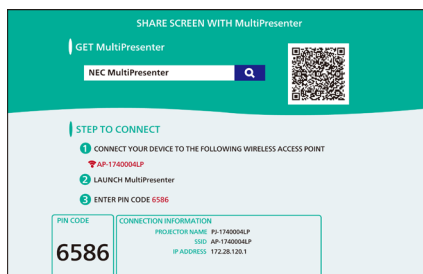 SHARE SCREEN WITH MultiPresenter
GET MultiPresenter
NEC MultiPresenter
STEP TO CONNECT
1 CONNECT YOUR DEVICE TO THE FOLLOWING WIRELESS ACCESS POINT
AP-1740004LP
2 LAUNCH MultiPresenter
3 ENTER PIN CODE 6586
PIN CODE
6586
CONNECTION INFORMATION
PROJECTOR NAME PJ-1740004LP
SSID AP-1740004LP
IP ADDRESS 172.28.120.1